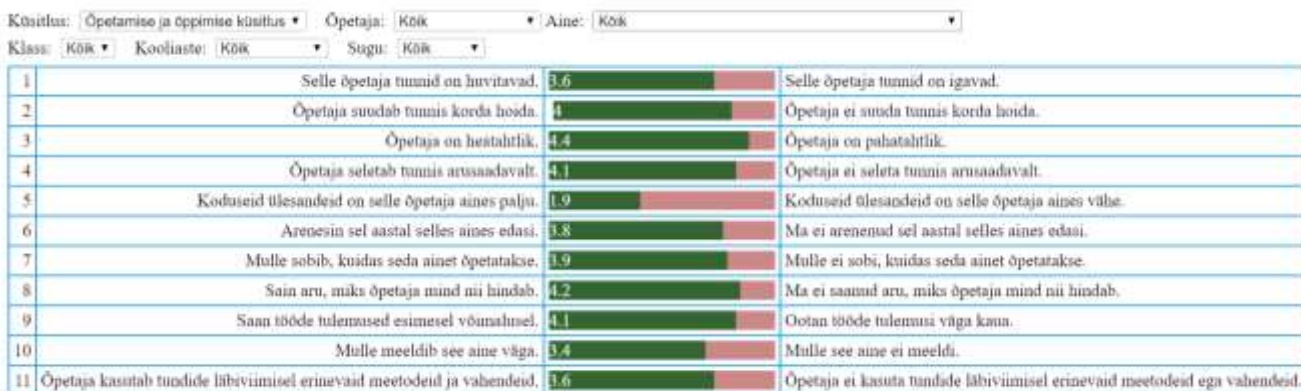 Küsitlus: Õpetamise ja õppimise küsitlus Õpetaja: Kõik Aine: Kõik
Klass: Kõik Kooliaste: Kõik Sugu: Kõik
1 Selle õpetaja tunnid on huvitavad. 3.6 Selle õpetaja tunnid on igavad.
2 Õpetaja suudab tunnis korda hoida. 4 Õpetaja ei suuda tunnis korda hoida.
3 Õpetaja on heatahtlik. 4.4 Õpetaja on pahatahtlik.
4 Õpetaja seletab tunnis arusaadavalt. 4.1 Õpetaja ei seleta tunnis arusaadavalt.
5 Koduseid ülesandeid on selle õpetaja aines palju. 1.9 Koduseid ülesandeid on selle õpetaja aines vähe.
6 Arenesin sel aastal selles aines edasi. 3.8 Ma ei arenenud sel aastal selles aines edasi.
7 Mulle sobib, kuidas seda ainet õpetatakse. 3.9 Mulle ei sobi, kuidas seda ainet õpetatakse.
8 Sain aru, miks õpetaja mind nii hindab. 4.2 Ma ei saanud aru, miks õpetaja mind nii hindab.
9 Saan tööde tulemused esimesel võimalusel. 4.1 Ootan tööde tulemusi väga kaua.
10 Mulle meeldib see aine väga. 3.4 Mulle see aine ei meeldi.
11 Õpetaja kasutab tundide läbiviimisel erinevaid meetodeid ja vahendeid. 3.6 Õpetaja ei kasuta tundide läbiviimisel erinevaid meetodeid ega vahendeid.